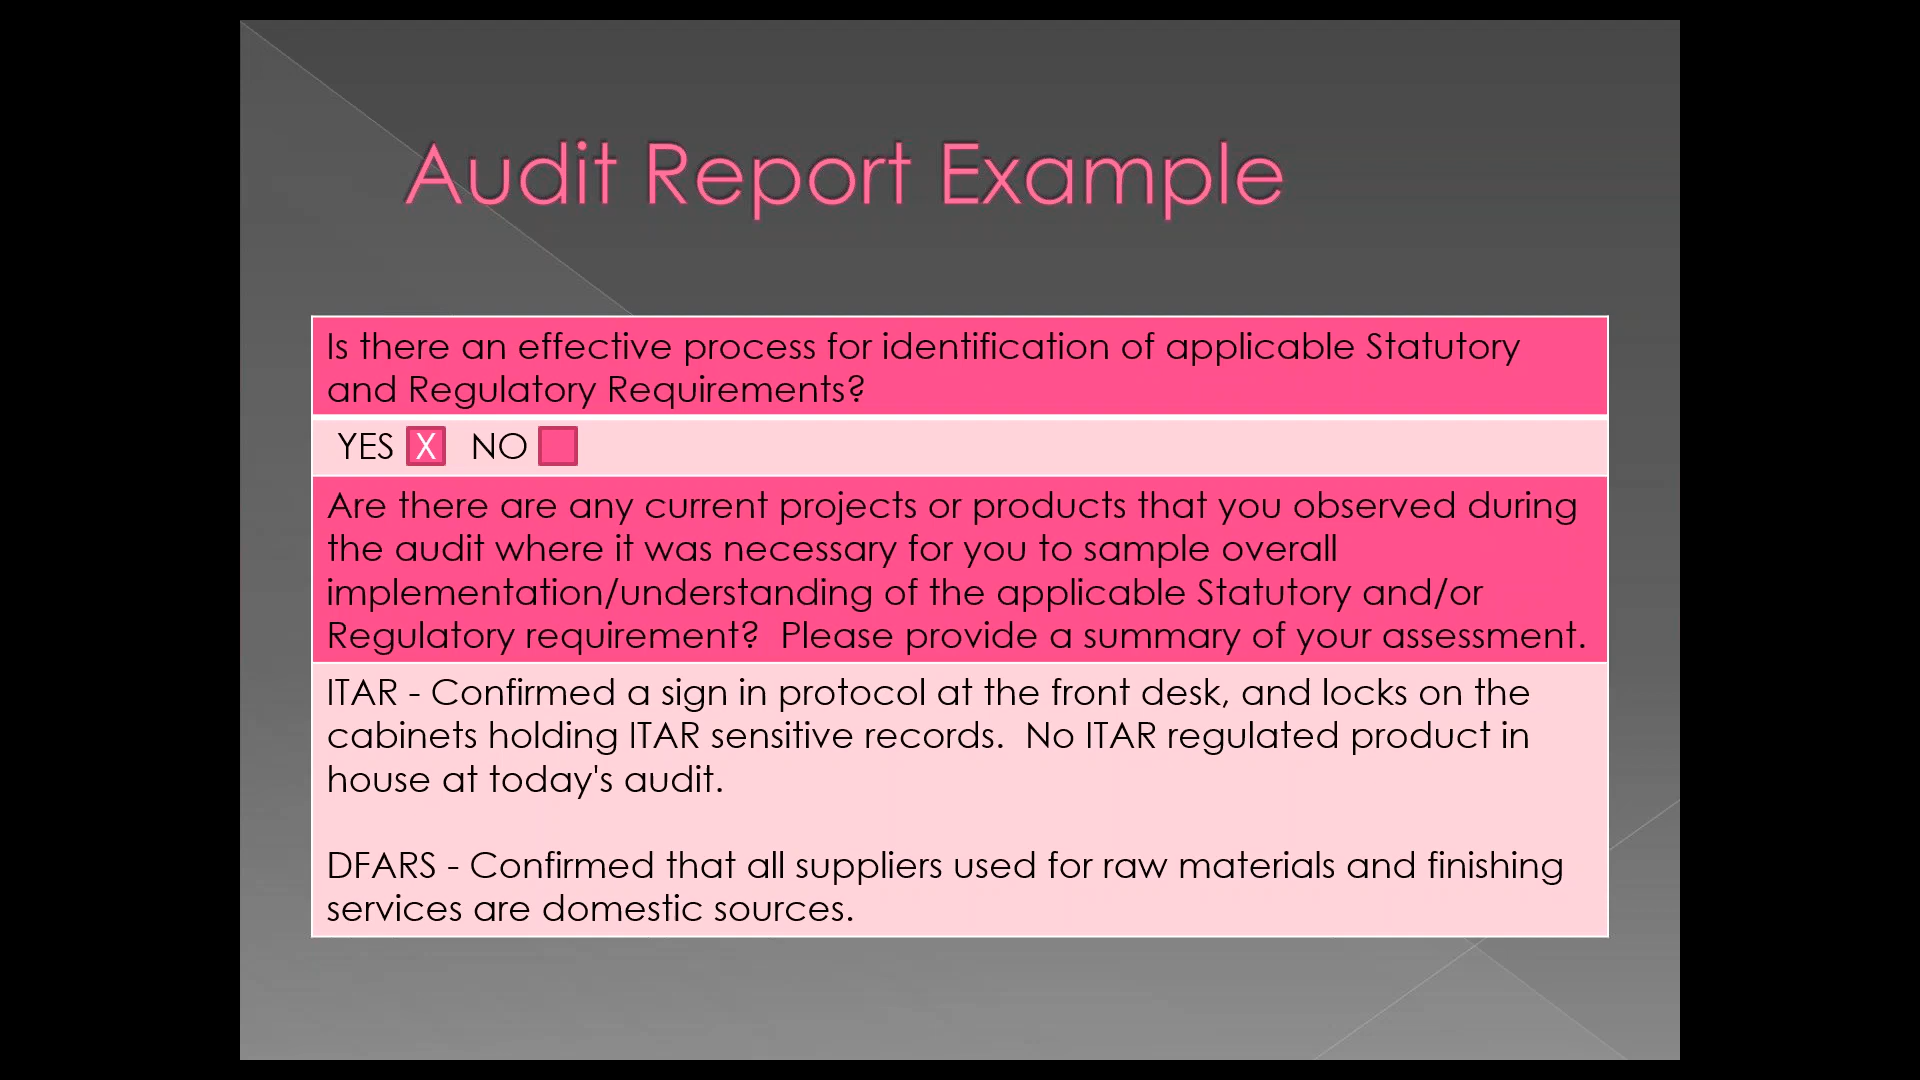 Audit Report Example
Is there an effective process for identification of applicable Statutory
and Regulatory Requirements?
YES X NO
Are there are any current projects or products that you observed during
the audit where it was necessary for you to sample overall
implementation/understanding of the applicable Statutory and/or
Regulatory requirement?  Please provide a summary of your assessment.
ITAR - Confirmed a sign in protocol at the front desk, and locks on the
cabinets holding ITAR sensitive records.  No ITAR regulated product in
house at today's audit.
DFARS - Confirmed that all suppliers used for raw materials and finishing
services are domestic sources.